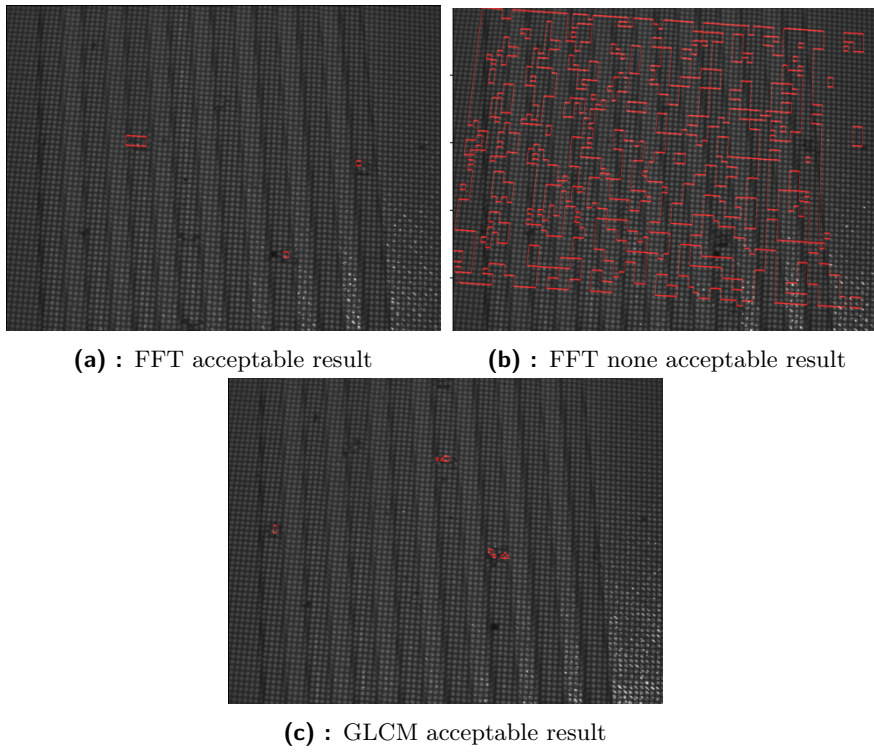 (a) : FFT acceptable result
(b) : FFT none acceptable result
(c) : GLCM acceptable result